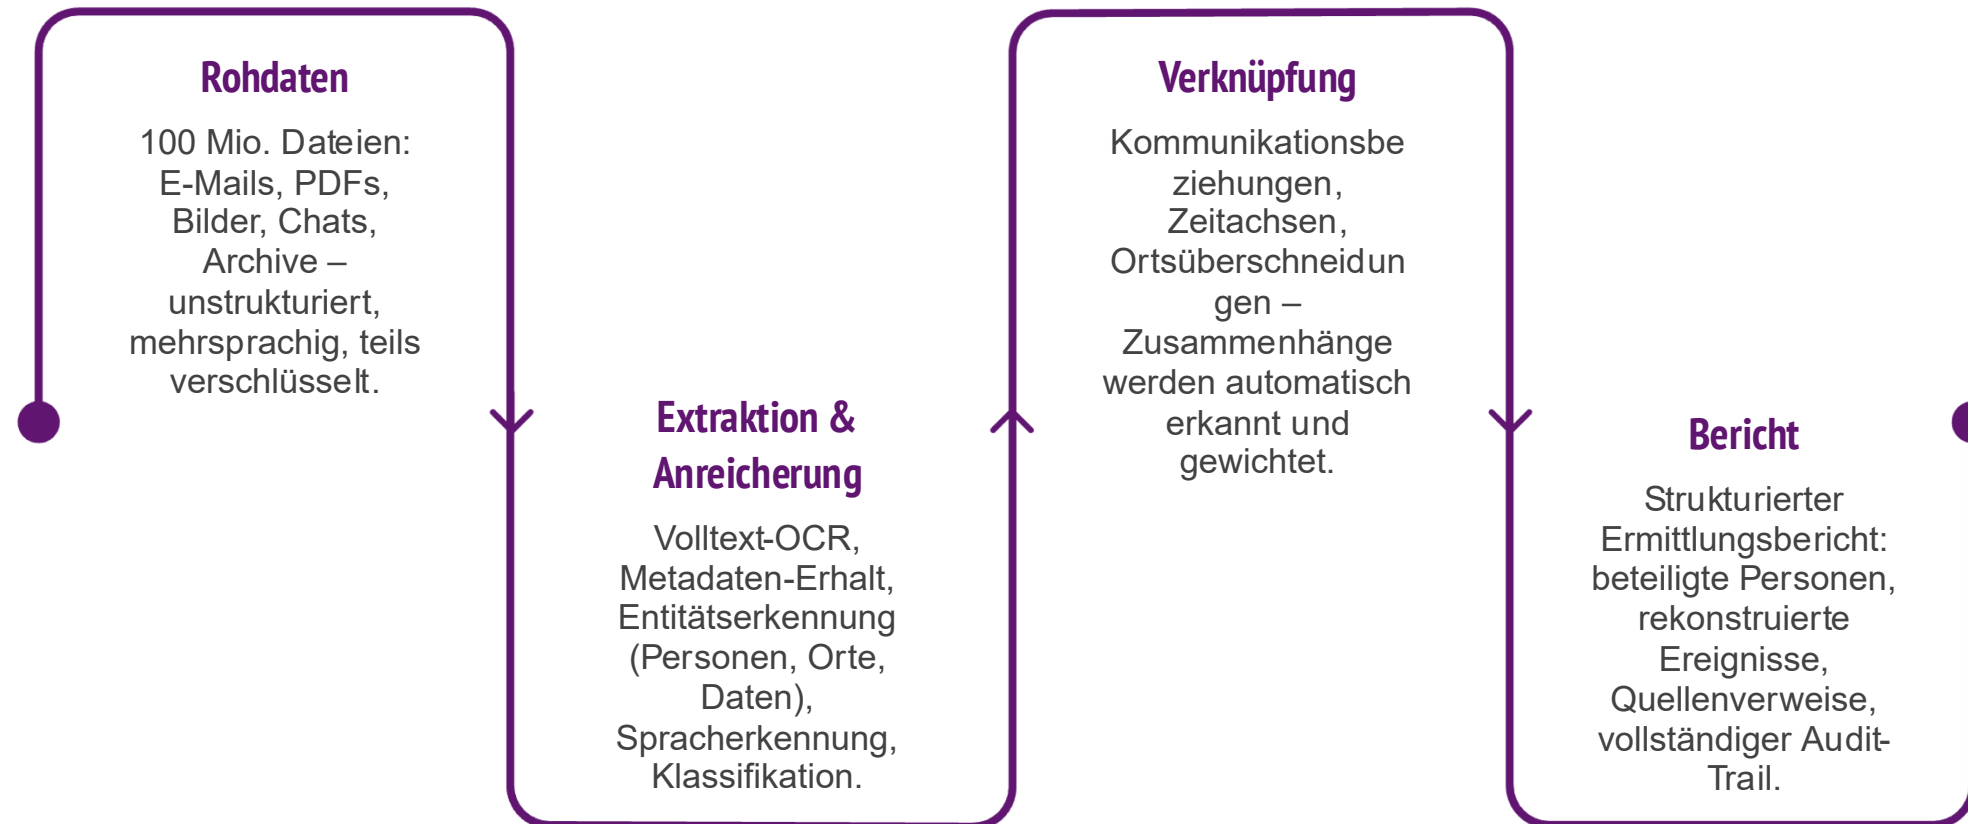 Rohdaten
100 Mio. Dateien:
E-Mails, PDFs,
Bilder, Chats,
Archive –
unstrukturiert,
mehrsprachig, teils
verschlüsselt.
Extraktion &
Anreicherung
Volltext-OCR,
Metadaten-Erhalt,
Entitätserkennung
(Personen, Orte,
Daten),
Spracherkennung,
Klassifikation.
Verknüpfung
Kommunikationsbe
ziehungen,
Zeitachsen,
Ortsüberschneidun
gen –
Zusammenhänge
werden automatisch
erkannt und
gewichtet.
Bericht
Strukturierter
Ermittlungsbericht:
beteiligte Personen,
rekonstruierte
Ereignisse,
Quellenverweise,
vollständiger Audit-
Trail.